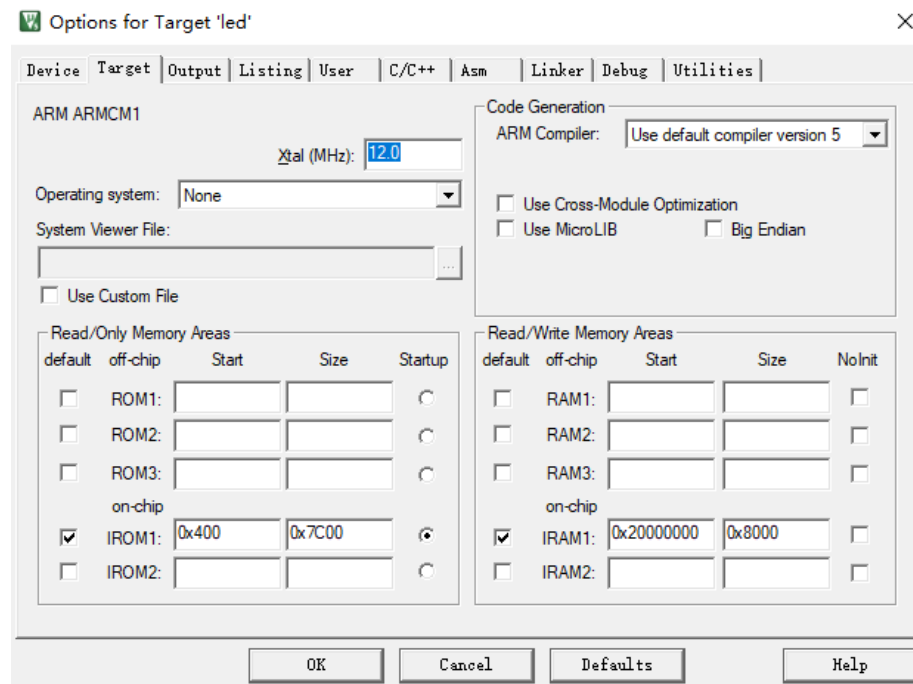 Options for Target 'led'
Device Target Output Listing User C/C++ Asm Linker Debug Utilities
ARM ARMCM1
Xtal (MHz): 12.0
Operating system: None
System Viewer File:
...
Use Custom File
Code Generation
ARM Compiler: Use default compiler version 5
Use Cross-Module Optimization
Use MicroLIB Big Endian
Read/Only Memory Areas
default off-chip Start Size Startup
ROM1:
ROM2:
ROM3:
on-chip
IROM1: 0x400 0x7C00
IROM2:
Read/Write Memory Areas
default off-chip Start Size NoInit
RAM1:
RAM2:
RAM3:
on-chip
IRAM1: 0x20000000 0x8000
IRAM2:
OK Cancel Defaults Help